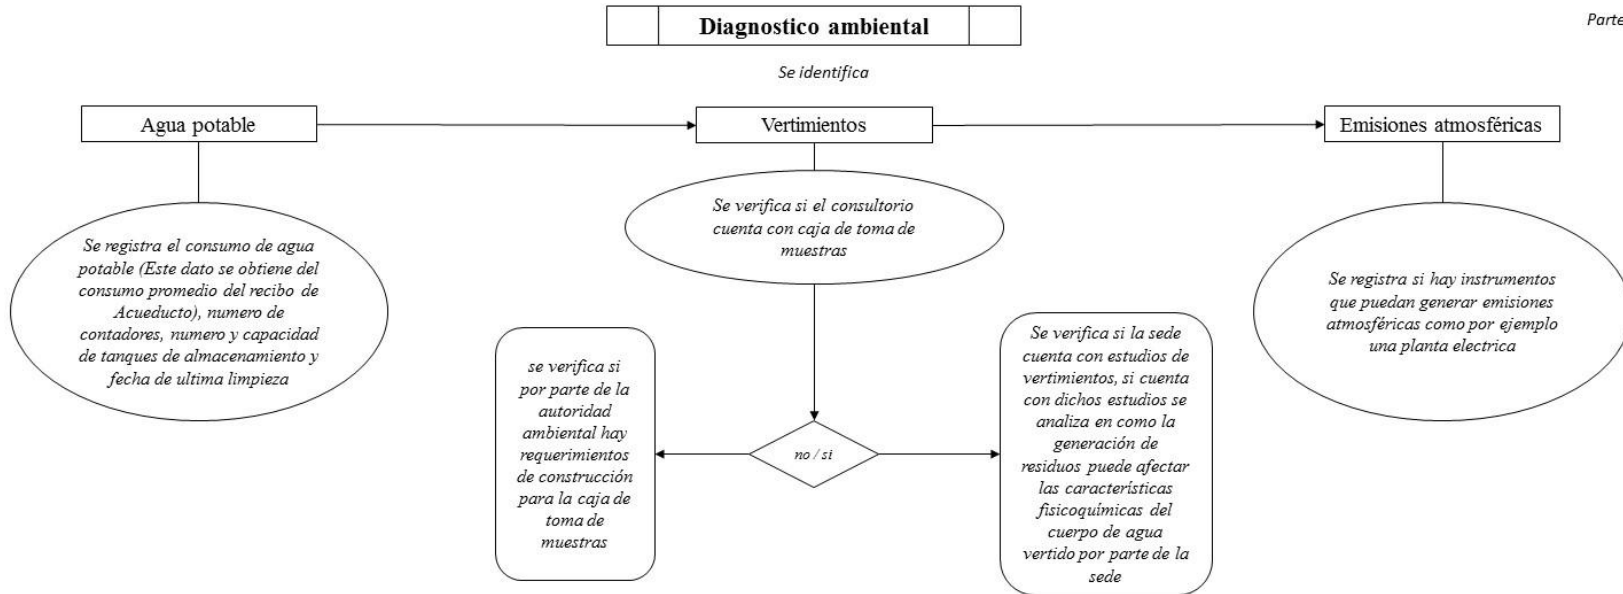 Diagnostico ambiental
Parte
Se identifica
Agua potable
Vertimientos
Emisiones atmosféricas
Se registra el consumo de agua
potable (Este dato se obtiene del
consumo promedio del recibo de
Acueducto), numero de
contadores, numero y capacidad
de tanques de almacenamiento y
fecha de ultima limpieza
Se verifica si el consultorio
cuenta con caja de toma de
muestras
Se registra si hay instrumentos
que puedan generar emisiones
atmosféricas como por ejemplo
una planta electrica
se verifica si
por parte de la
autoridad
ambiental hay
requerimientos
de construcción
para la caja de
toma de
muestras
no / si
Se verifica si la sede
cuenta con estudios de
vertimientos, si cuenta
con dichos estudios se
analiza en como la
generación de
residuos puede afectar
las características
fisicoquímicas del
cuerpo de agua
vertido por parte de la
sede